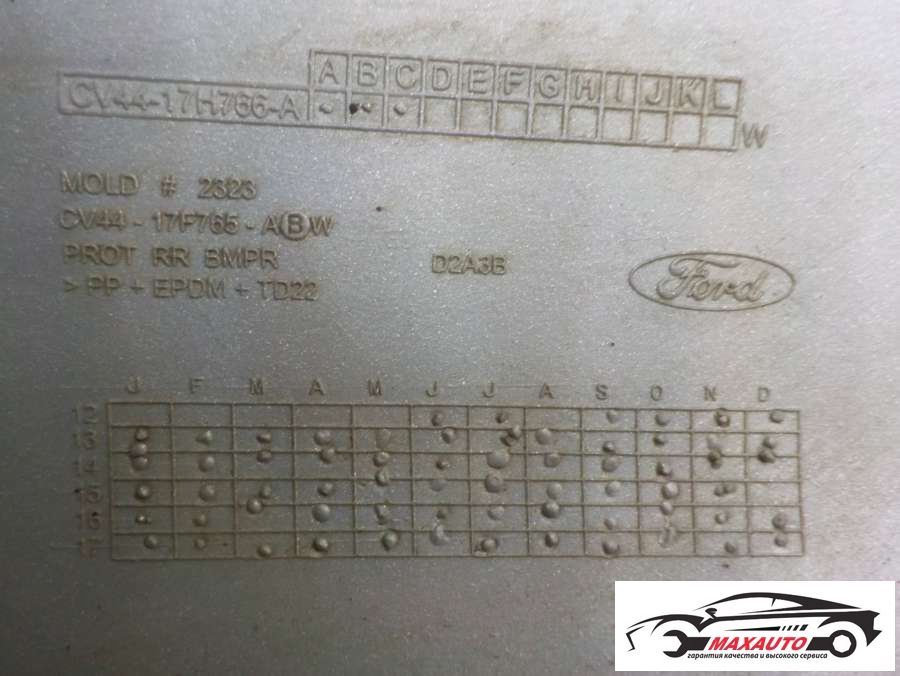 A B C D E F G H I J K L
CV44-17H766-A
W
MOLD # 2323
CV44 - 17F765 - ABW
PROT RR BMPR
D2A3B
> PP + EPDM + TD22
Ford
J F M A M J J A S O N D
12
13
14
15
16
17
MAXAUTO
гарантия качества и высокого сервиса